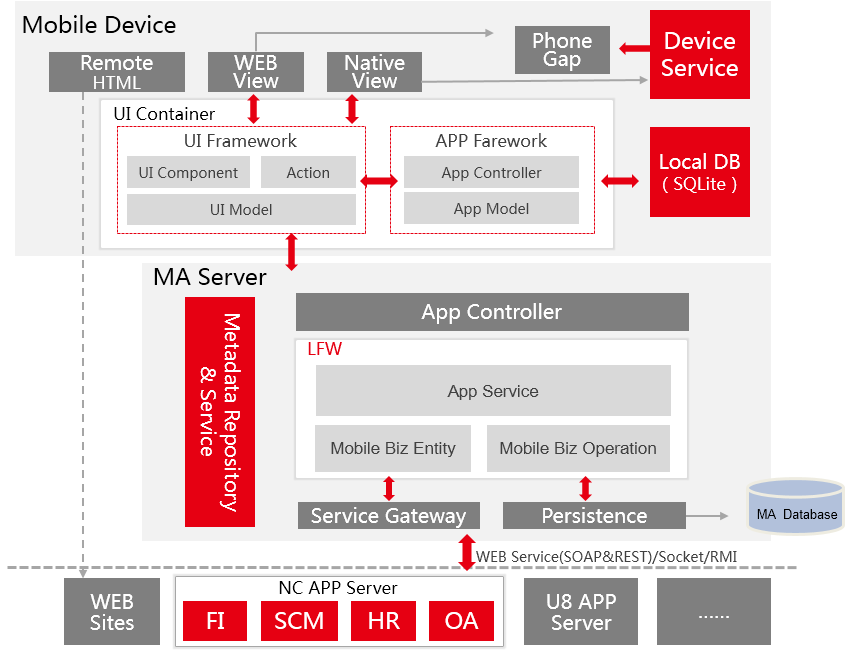 Mobile Device
Remote
HTML
WEB
View
Native
View
Phone
Gap
Device
Service
UI Container
UI Framework
UI Component
Action
UI Model
APP Farework
App Controller
App Model
Local DB
( SQLite )
MA Server
Metadata Repository
& Service
App Controller
LFW
App Service
Mobile Biz Entity
Mobile Biz Operation
Service Gateway
Persistence
MA Database
WEB Service(SOAP&REST)/Socket/RMI
WEB
Sites
NC APP Server
FI
SCM
HR
OA
U8 APP
Server
......